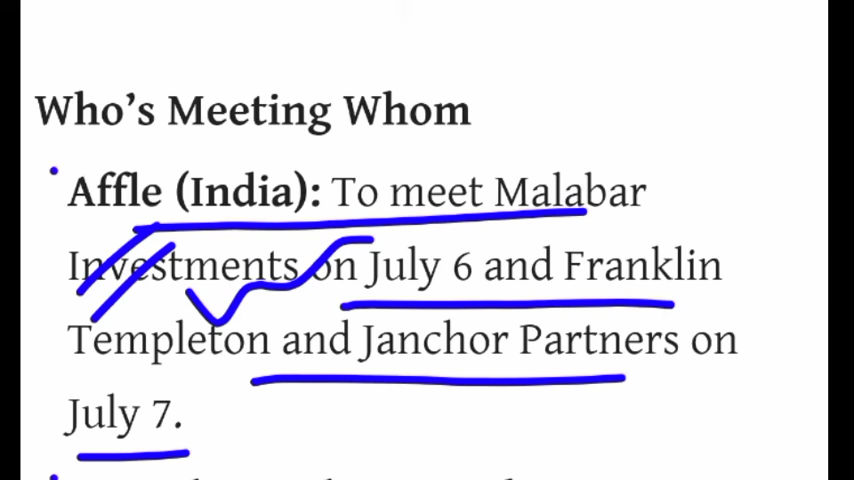 Who’s Meeting Whom
Affle (India): To meet Malabar
Investments on July 6 and Franklin
Templeton and Janchor Partners on
July 7.